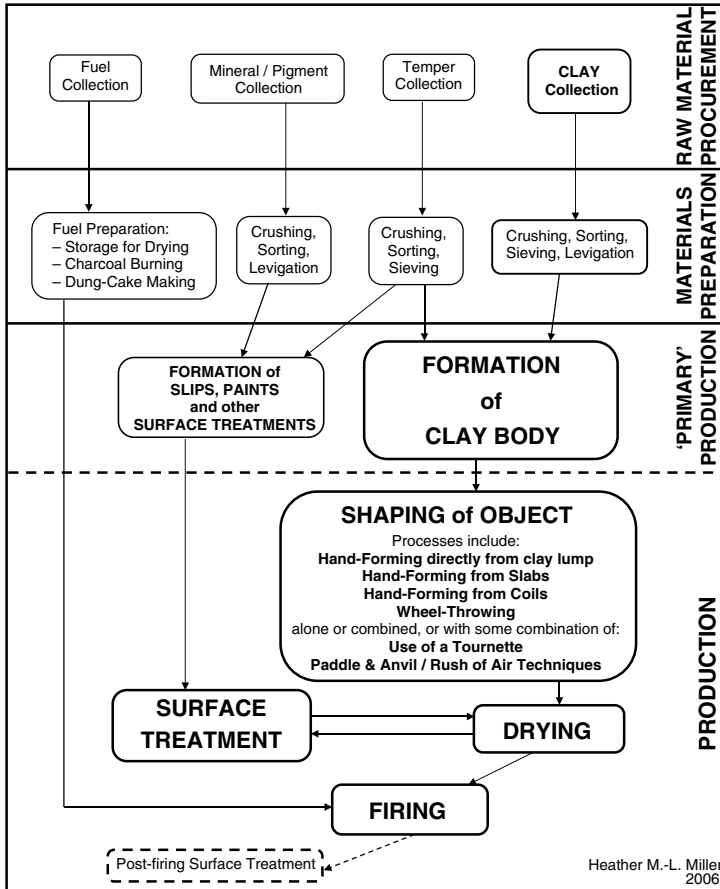 RAW MATERIAL
PROCUREMENT
Fuel
Collection
Mineral / Pigment
Collection
Temper
Collection
CLAY
Collection
MATERIALS
PREPARATION
Fuel Preparation:
– Storage for Drying
– Charcoal Burning
– Dung-Cake Making
Crushing,
Sorting,
Levigation
Crushing,
Sorting,
Sieving
Crushing, Sorting,
Sieving, Levigation
'PRIMARY'
PRODUCTION
FORMATION of
SLIPS, PAINTS
and other
SURFACE TREATMENTS
FORMATION
of
CLAY BODY
PRODUCTION
SHAPING of OBJECT
Processes include:
Hand-Forming directly from clay lump
Hand-Forming from Slabs
Hand-Forming from Coils
Wheel-Throwing
alone or combined, or with some combination of:
Use of a Tournette
Paddle & Anvil / Rush of Air Techniques
SURFACE
TREATMENT
DRYING
FIRING
Post-firing Surface Treatment
Heather M.-L. Miller
2006